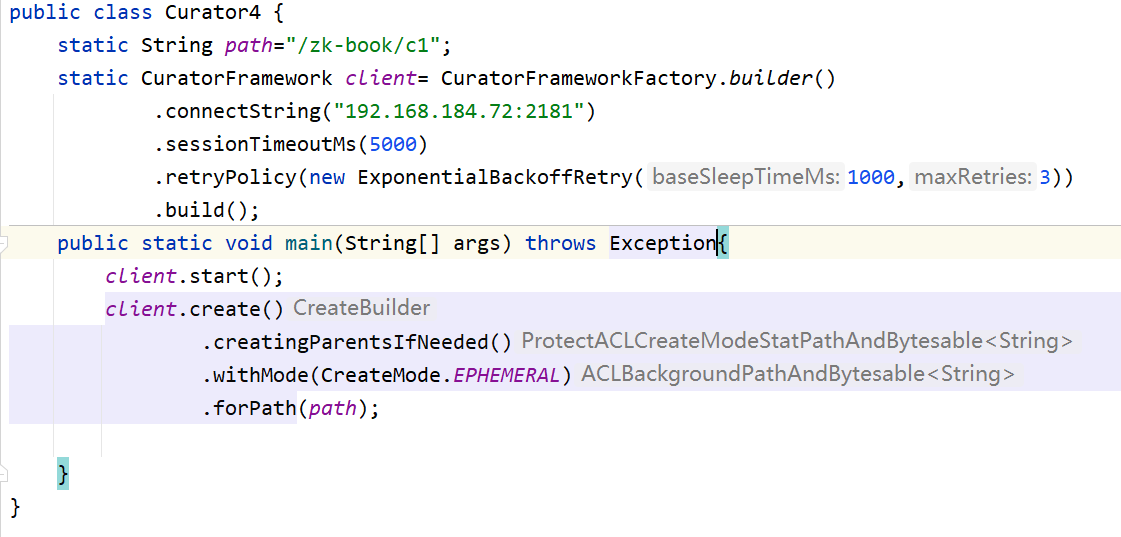 public class Curator4 {
static String path="/zk-book/c1";
static CuratorFramework client= CuratorFrameworkFactory.builder()
.connectString("192.168.184.72:2181")
.sessionTimeoutMs(5000)
.retryPolicy(new ExponentialBackoffRetry( baseSleepTimeMs: 1000, maxRetries: 3))
.build();
public static void main(String[] args) throws Exception{
client.start();
client.create() CreateBuilder
.creatingParentsIfNeeded() ProtectACLCreateModeStatPathAndBytesable<String>
.withMode(CreateMode.EPHEMERAL) ACLBackgroundPathAndBytesable<String>
.forPath(path);
}
}